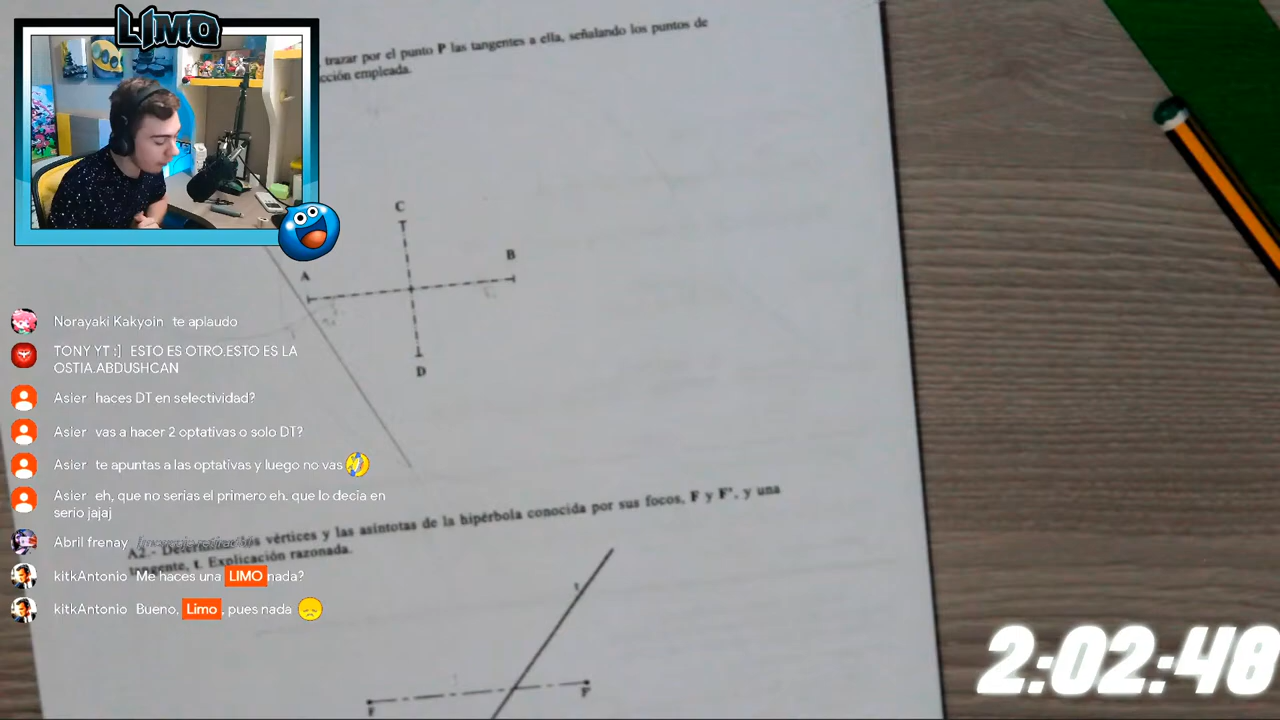 LIMO
trazar por el punto P las tangentes a ella, señalando los puntos de
cción empleada.
C
A
B
D
Norayaki Kakyoin te aplaudo
TONY YT :] ESTO ES OTRO.ESTO ES LA
OSTIA.ABDUSHCAN
Asier haces DT en selectividad?
Asier vas a hacer 2 optativas o solo DT?
Asier te apuntas a las optativas y luego no vas
Asier eh, que no serias el primero eh. que lo decia en
serio jajaj
Abril frenay
A2.- vértices y las asíntotas de la hipérbola conocida por sus focos, F y F', y una
tangente, t. Explicación razonada.
kitkAntonio Me haces una LIMO nada?
kitkAntonio Bueno, Limo, pues nada
t
F
F'
2:02:48